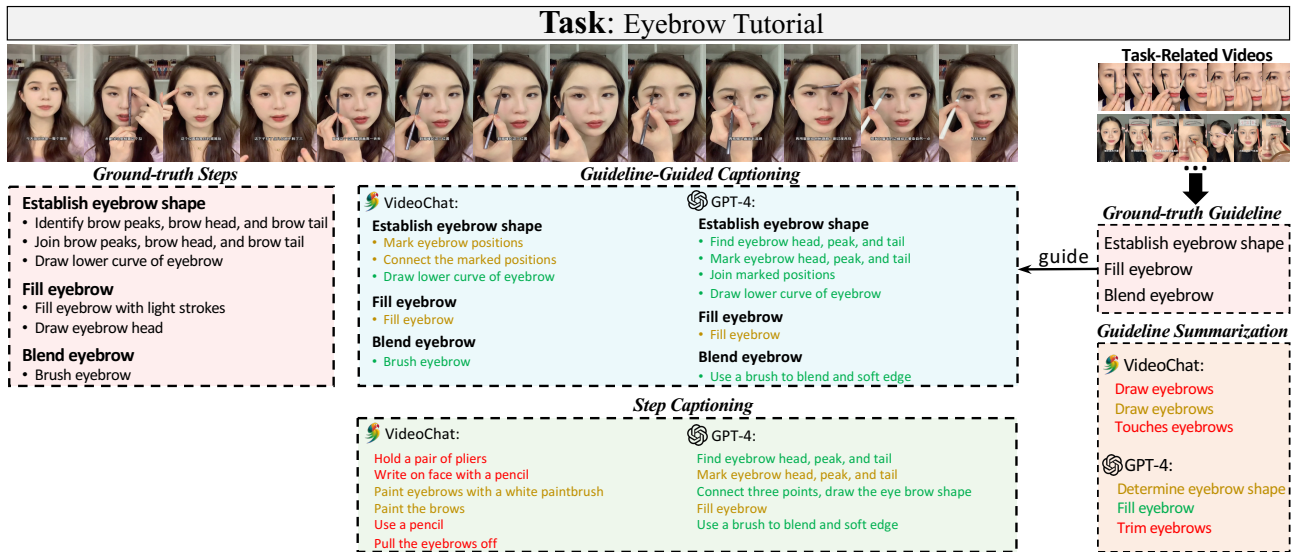 Task: Eyebrow Tutorial
Task-Related Videos
Ground-truth Steps
Establish eyebrow shape
• Identify brow peaks, brow head, and brow tail
• Join brow peaks, brow head, and brow tail
• Draw lower curve of eyebrow
Fill eyebrow
• Fill eyebrow with light strokes
• Draw eyebrow head
Blend eyebrow
• Brush eyebrow
Guideline-Guided Captioning
VideoChat:
Establish eyebrow shape
• Mark eyebrow positions
• Connect the marked positions
• Draw lower curve of eyebrow
Fill eyebrow
• Fill eyebrow
Blend eyebrow
• Brush eyebrow
GPT-4:
Establish eyebrow shape
• Find eyebrow head, peak, and tail
• Mark eyebrow head, peak, and tail
• Join marked positions
• Draw lower curve of eyebrow
Fill eyebrow
• Fill eyebrow
Blend eyebrow
• Use a brush to blend and soft edge
guide
Ground-truth Guideline
Establish eyebrow shape
Fill eyebrow
Blend eyebrow
Guideline Summarization
VideoChat:
Draw eyebrows
Draw eyebrows
Touches eyebrows
GPT-4:
Determine eyebrow shape
Fill eyebrow
Trim eyebrows
Step Captioning
VideoChat:
Hold a pair of pliers
Write on face with a pencil
Paint eyebrows with a white paintbrush
Paint the brows
Use a pencil
Pull the eyebrows off
GPT-4:
Find eyebrow head, peak, and tail
Mark eyebrow head, peak, and tail
Connect three points, draw the eye brow shape
Fill eyebrow
Use a brush to blend and soft edge